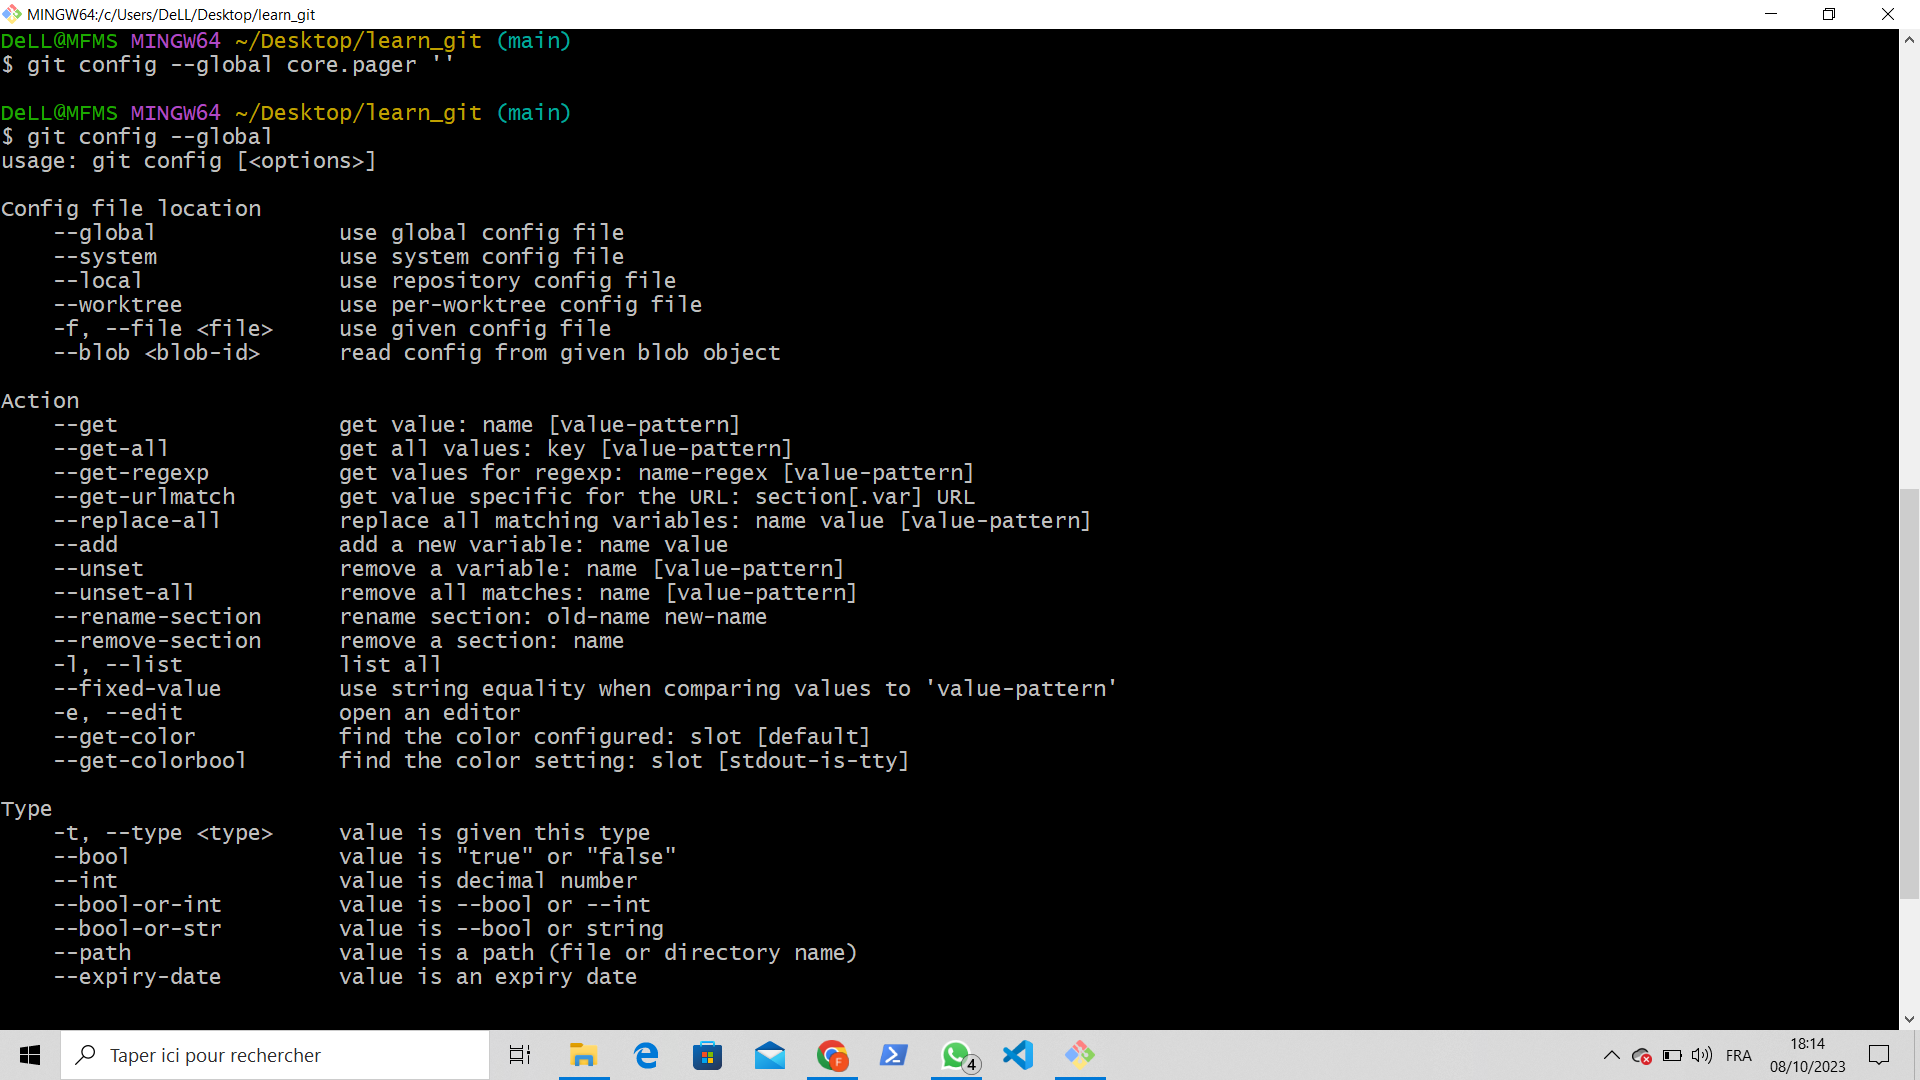 MINGW64:/c/Users/DeLL/Desktop/learn_git
DeLL@MFMS MINGW64 ~/Desktop/learn_git (main)
$ git config --global core.pager ''
DeLL@MFMS MINGW64 ~/Desktop/learn_git (main)
$ git config --global
usage: git config [<options>]
Config file location
    --global              use global config file
    --system              use system config file
    --local               use repository config file
    --worktree            use per-worktree config file
    -f, --file <file>     use given config file
    --blob <blob-id>      read config from given blob object
Action
    --get                 get value: name [value-pattern]
    --get-all             get all values: key [value-pattern]
    --get-regexp          get values for regexp: name-regex [value-pattern]
    --get-urlmatch        get value specific for the URL: section[.var] URL
    --replace-all         replace all matching variables: name value [value-pattern]
    --add                 add a new variable: name value
    --unset               remove a variable: name [value-pattern]
    --unset-all           remove all matches: name [value-pattern]
    --rename-section      rename section: old-name new-name
    --remove-section      remove a section: name
    -l, --list            list all
    --fixed-value         use string equality when comparing values to 'value-pattern'
    -e, --edit            open an editor
    --get-color           find the color configured: slot [default]
    --get-colorbool       find the color setting: slot [stdout-is-tty]
Type
    -t, --type <type>     value is given this type
    --bool                value is "true" or "false"
    --int                 value is decimal number
    --bool-or-int         value is --bool or --int
    --bool-or-str         value is --bool or string
    --path                value is a path (file or directory name)
    --expiry-date         value is an expiry date
Taper ici pour rechercher
F
4
FRA
18:14
08/10/2023